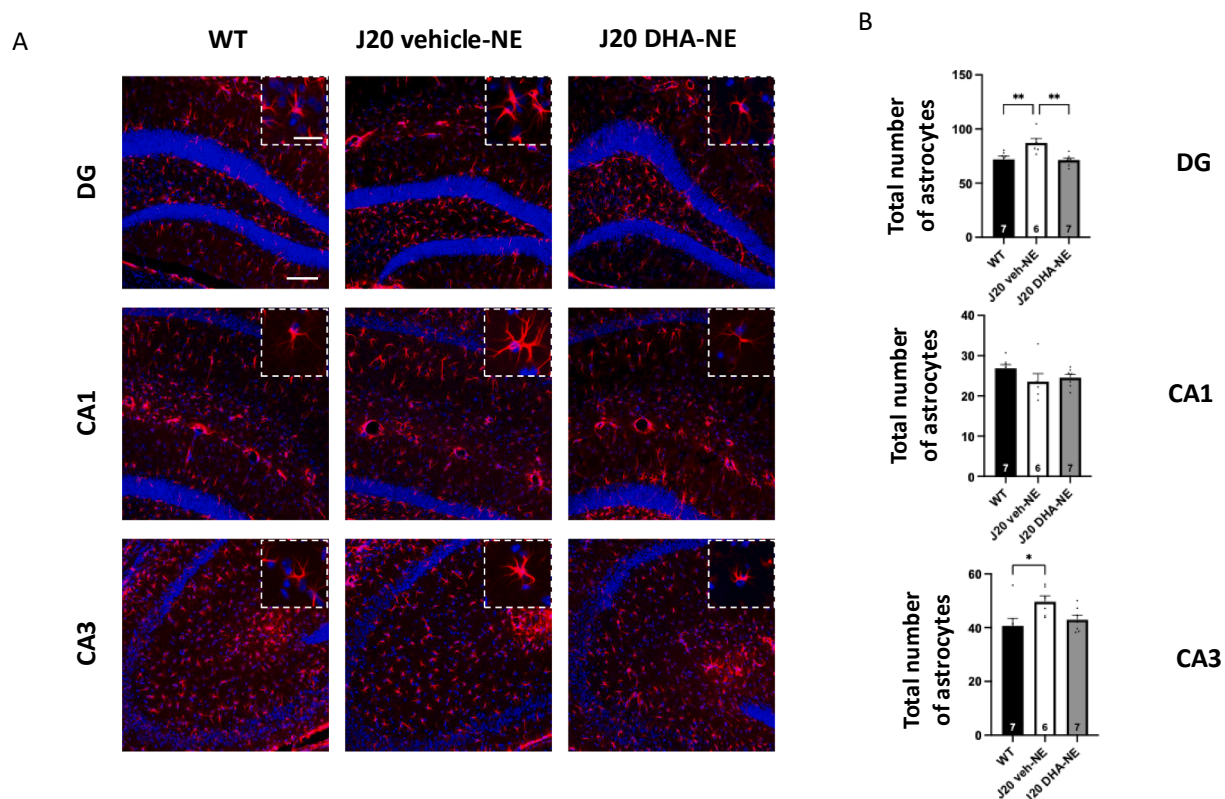 A
WT
J20 vehicle-NE
J20 DHA-NE
DG
CA1
CA3
B
Total number
of astrocytes
150
100
50
0
**
**
7
6
7
WT
J20 veh-NE
J20 DHA-NE
DG
Total number
of astrocytes
40
30
20
10
0
7
6
7
WT
J20 veh-NE
J20 DHA-NE
CA1
Total number
of astrocytes
60
40
20
0
*
7
6
7
WT
J20 veh-NE
J20 DHA-NE
CA3